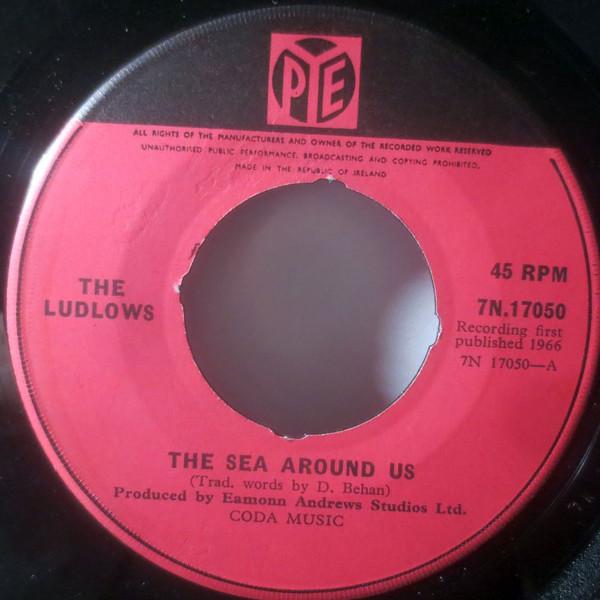 PYE
ALL RIGHTS OF THE MANUFACTURERS AND OWNER OF THE RECORDED WORK RESERVED
UNAUTHORISED PUBLIC PERFORMANCE, BROADCASTING AND COPYING PROHIBITED.
MADE IN THE REPUBLIC OF IRELAND
THE
LUDLOWS
45 RPM
7N.17050
Recording first
published 1966
7N 17050—A
THE SEA AROUND US
(Trad. words by D. Behan)
Produced by Eamonn Andrews Studios Ltd.
CODA MUSIC